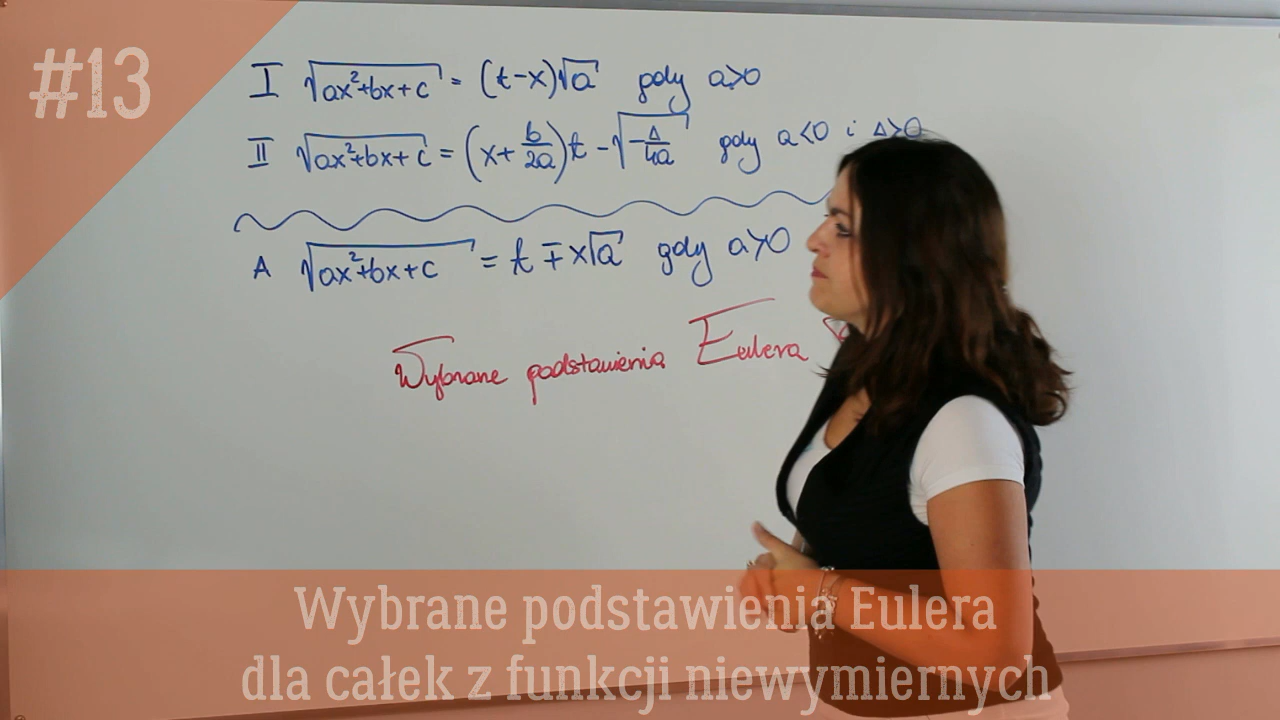 #13
I √(ax²+bx+c) = (t-x)√a gdy a>0
II √(ax²+bx+c) = (x+b/2a)t - √(-Δ/4a) gdy a<0 i Δ>0
A √(ax²+bx+c) = t ∓ x√a gdy a>0
Wybrane podstawienia Eulera
Wybrane podstawienia Eulera
dla całek z funkcji niewymiernych